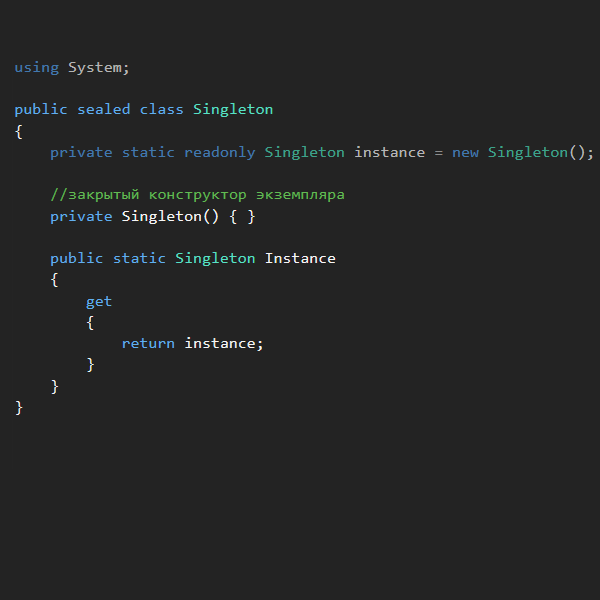 using System;
public sealed class Singleton
{
    private static readonly Singleton instance = new Singleton();
    //закрытый конструктор экземпляра
    private Singleton() { }
    public static Singleton Instance
    {
        get
        {
            return instance;
        }
    }
}